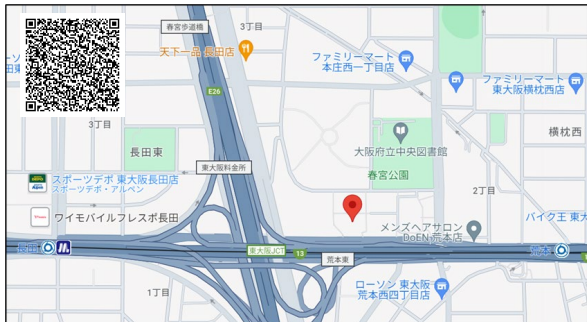 春宮歩道橋
3丁目
天下一品 長田店
ファミリーマート
本庄西一丁目店
E26
ファミリーマート
東大阪横枕西店
3丁目
横枕西
長田東
大阪府立中央図書館
東大阪料金所
春宮公園
スポーツデポ 東大阪長田店
スポーツデポ・アルペン
2丁目
ワイモバイルフレスポ長田
メンズヘアサロン
DoEN 荒本店
バイク王 東大
長田
東大阪JCT
13
荒本東
荒本
1丁目
ローソン 東大阪
荒本西四丁目店